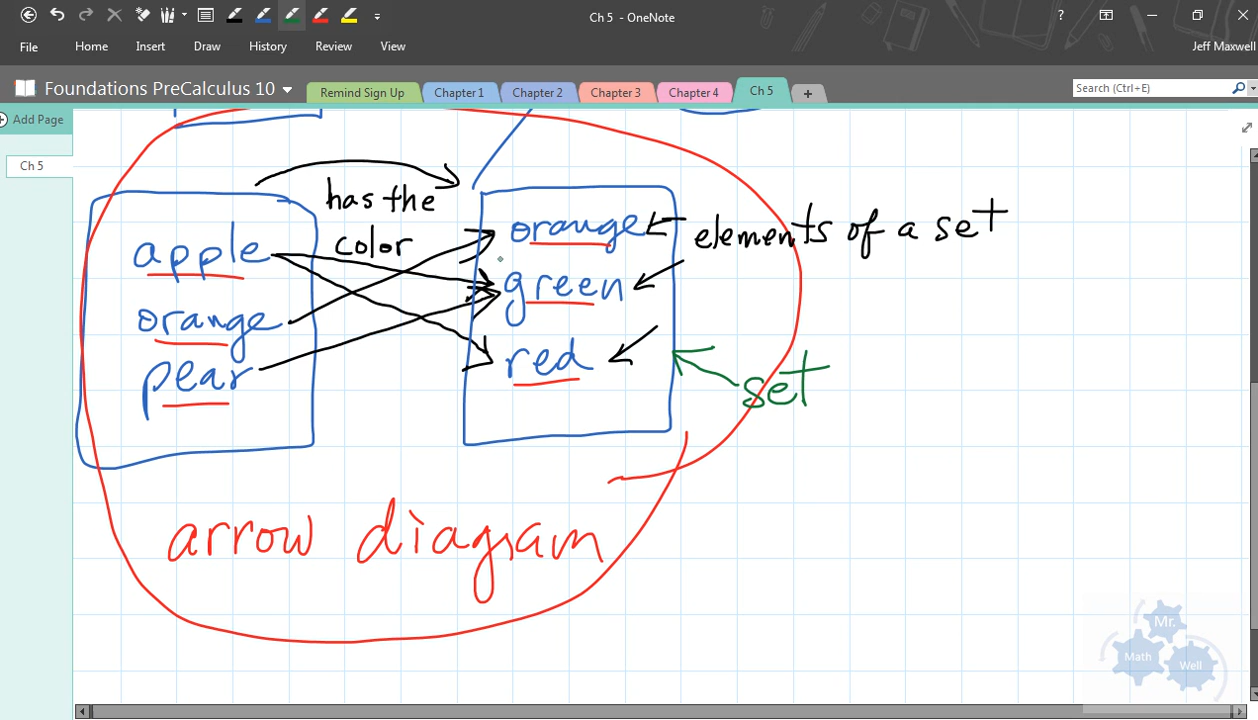 Ch 5 - OneNote
?
File
Home
Insert
Draw
History
Review
View
Jeff Maxwell
Foundations PreCalculus 10
Remind Sign Up
Chapter 1
Chapter 2
Chapter 3
Chapter 4
Ch 5
Search (Ctrl+E)
Add Page
Ch 5
has the
color
apple
orange
pear
orange
green
red
elements of a set
set
arrow diagram
Mr.
Math
Well